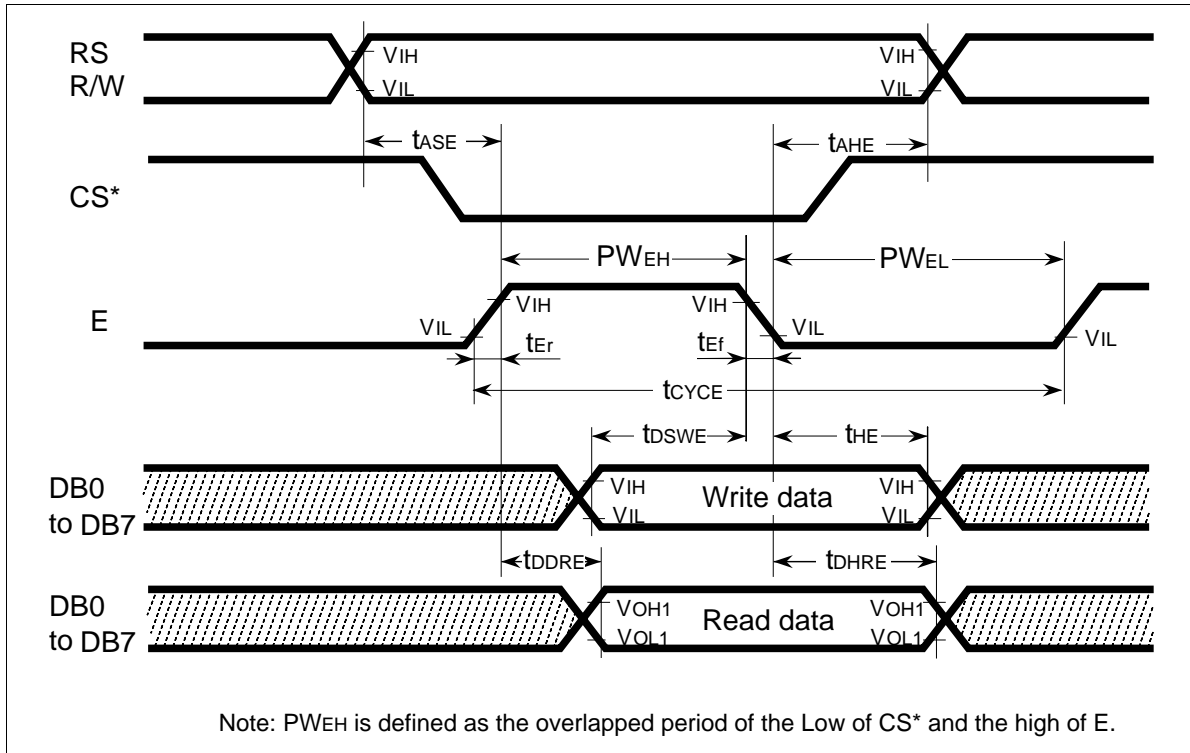 RS
R/W
VIH
VIL
VIH
VIL
tASE
tAHE
CS*
PWEH
PWEL
E
VIL
VIH
VIH
VIL
VIL
tEr
tEf
tCYCE
tDSWE
tHE
DB0
to DB7
VIH
VIL
Write data
VIH
VIL
tDDRE
tDHRE
DB0
to DB7
VOH1
VOL1
Read data
VOH1
VOL1
Note: PWEH is defined as the overlapped period of the Low of CS* and the high of E.